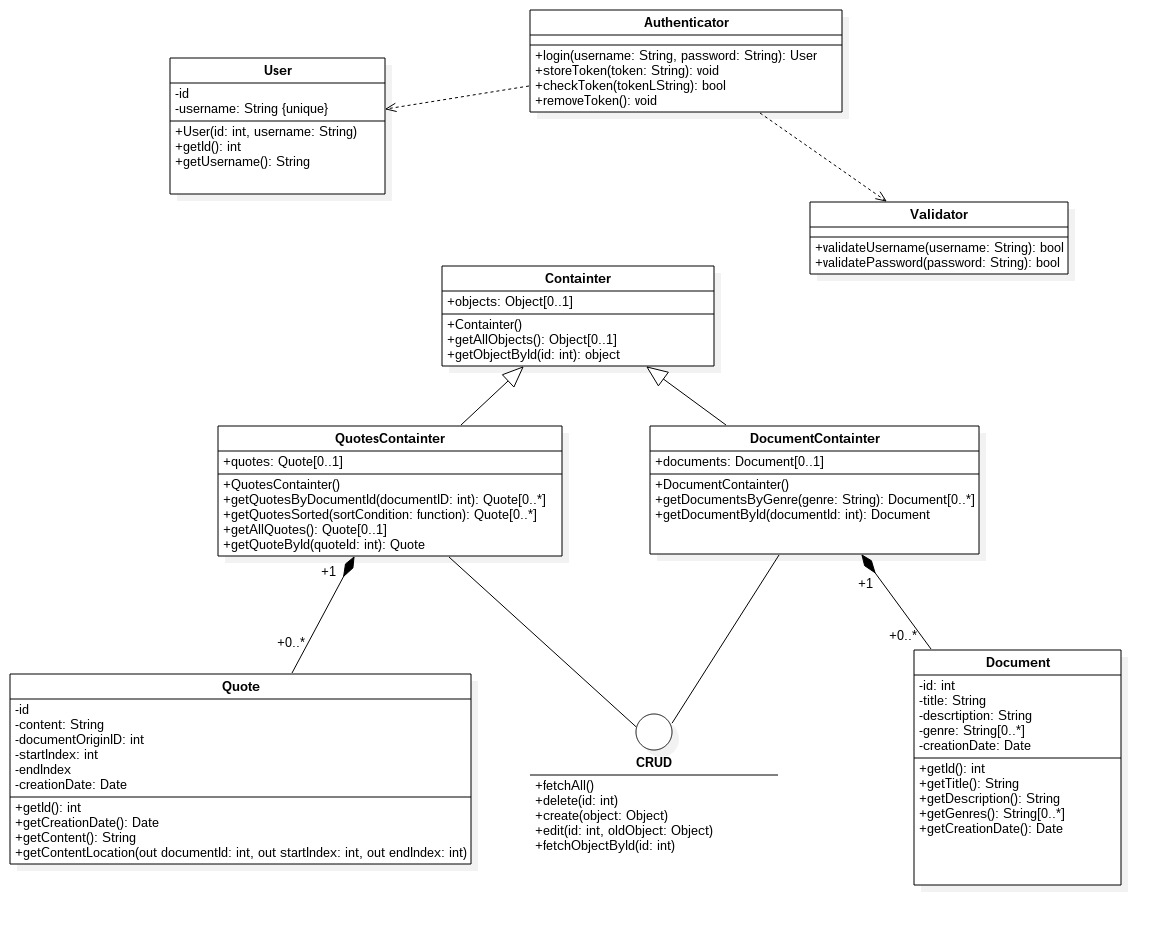 Authenticator
+login(username: String, password: String): User
+storeToken(token: String): void
+checkToken(tokenLString): bool
+removeToken(): void
User
-id
-username: String {unique}
+User(id: int, username: String)
+getId(): int
+getUsername(): String
Validator
+validateUsername(username: String): bool
+validatePassword(password: String): bool
Containter
+objects: Object[0..1]
+Containter()
+getAllObjects(): Object[0..1]
+getObjectById(id: int): object
QuotesContainter
+quotes: Quote[0..1]
+QuotesContainter()
+getQuotesByDocumentId(documentID: int): Quote[0..*]
+getQuotesSorted(sortCondition: function): Quote[0..*]
+getAllQuotes(): Quote[0..1]
+getQuoteById(quoteId: int): Quote
DocumentContainter
+documents: Document[0..1]
+DocumentContainter()
+getDocumentsByGenre(genre: String): Document[0..*]
+getDocumentById(documentId: int): Document
+1
+0..*
+1
+0..*
Quote
-id
-content: String
-documentOriginID: int
-startIndex: int
-endIndex
-creationDate: Date
+getId(): int
+getCreationDate(): Date
+getContent(): String
+getContentLocation(out documentId: int, out startIndex: int, out endIndex: int)
CRUD
+fetchAll()
+delete(id: int)
+create(object: Object)
+edit(id: int, oldObject: Object)
+fetchObjectById(id: int)
Document
-id: int
-title: String
-descrtiption: String
-genre: String[0..*]
-creationDate: Date
+getId(): int
+getTitle(): String
+getDescription(): String
+getGenres(): String[0..*]
+getCreationDate(): Date